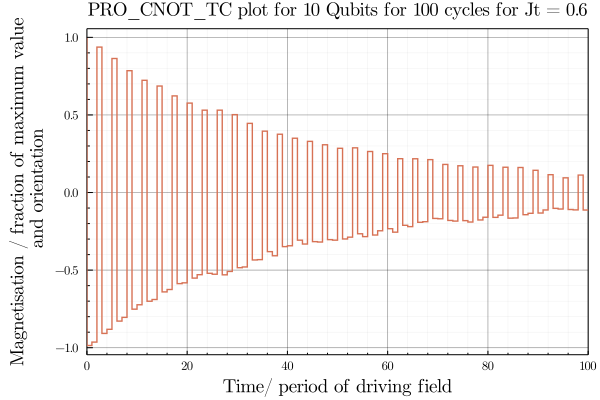 PRO_CNOT_TC plot for 10 Qubits for 100 cycles for Jt = 0.6
Magnetisation / fraction of maximum value
and orientation
1.0
0.5
0.0
−0.5
−1.0
0 20 40 60 80 100
Time/ period of driving field